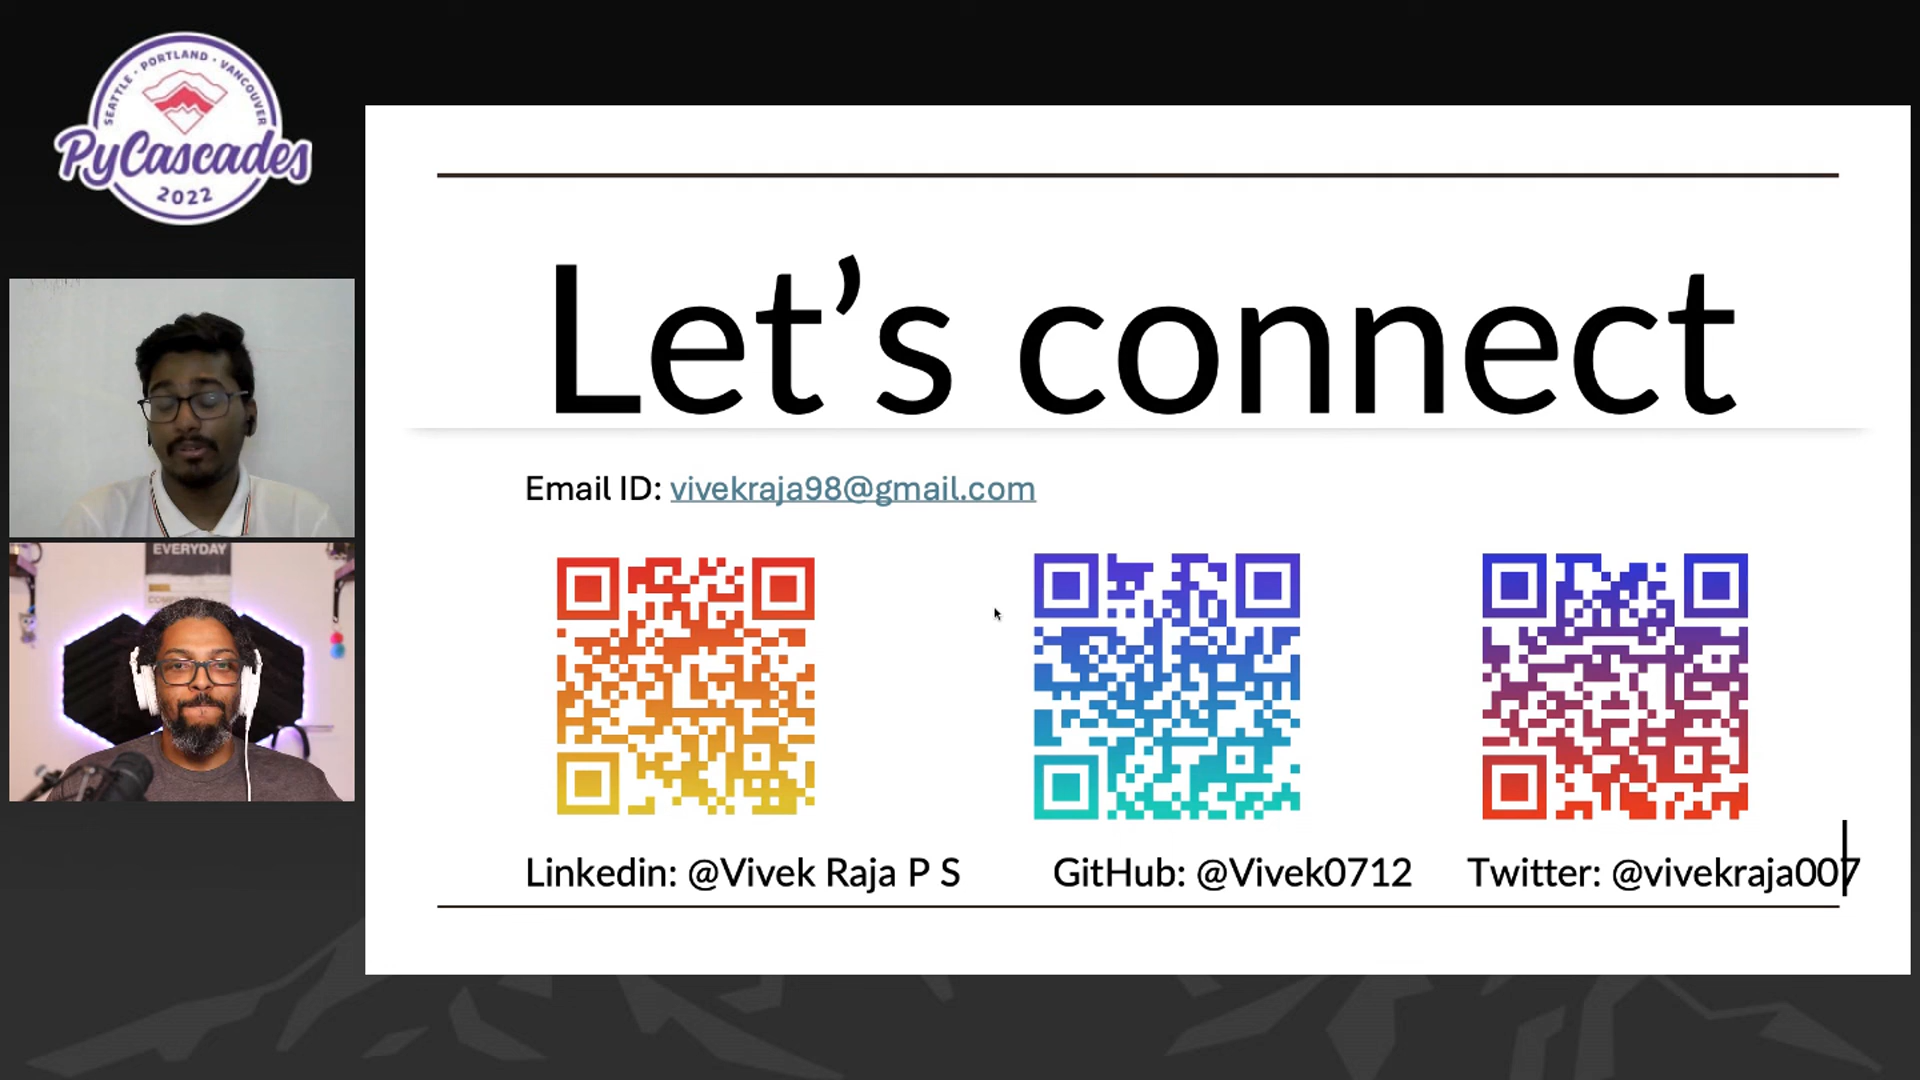 SEATTLE · PORTLAND · VANCOUVER
PyCascades
2022
EVERYDAY
Let’s connect
Email ID: vivekraja98@gmail.com
Linkedin: @Vivek Raja P S
GitHub: @Vivek0712
Twitter: @vivekraja007